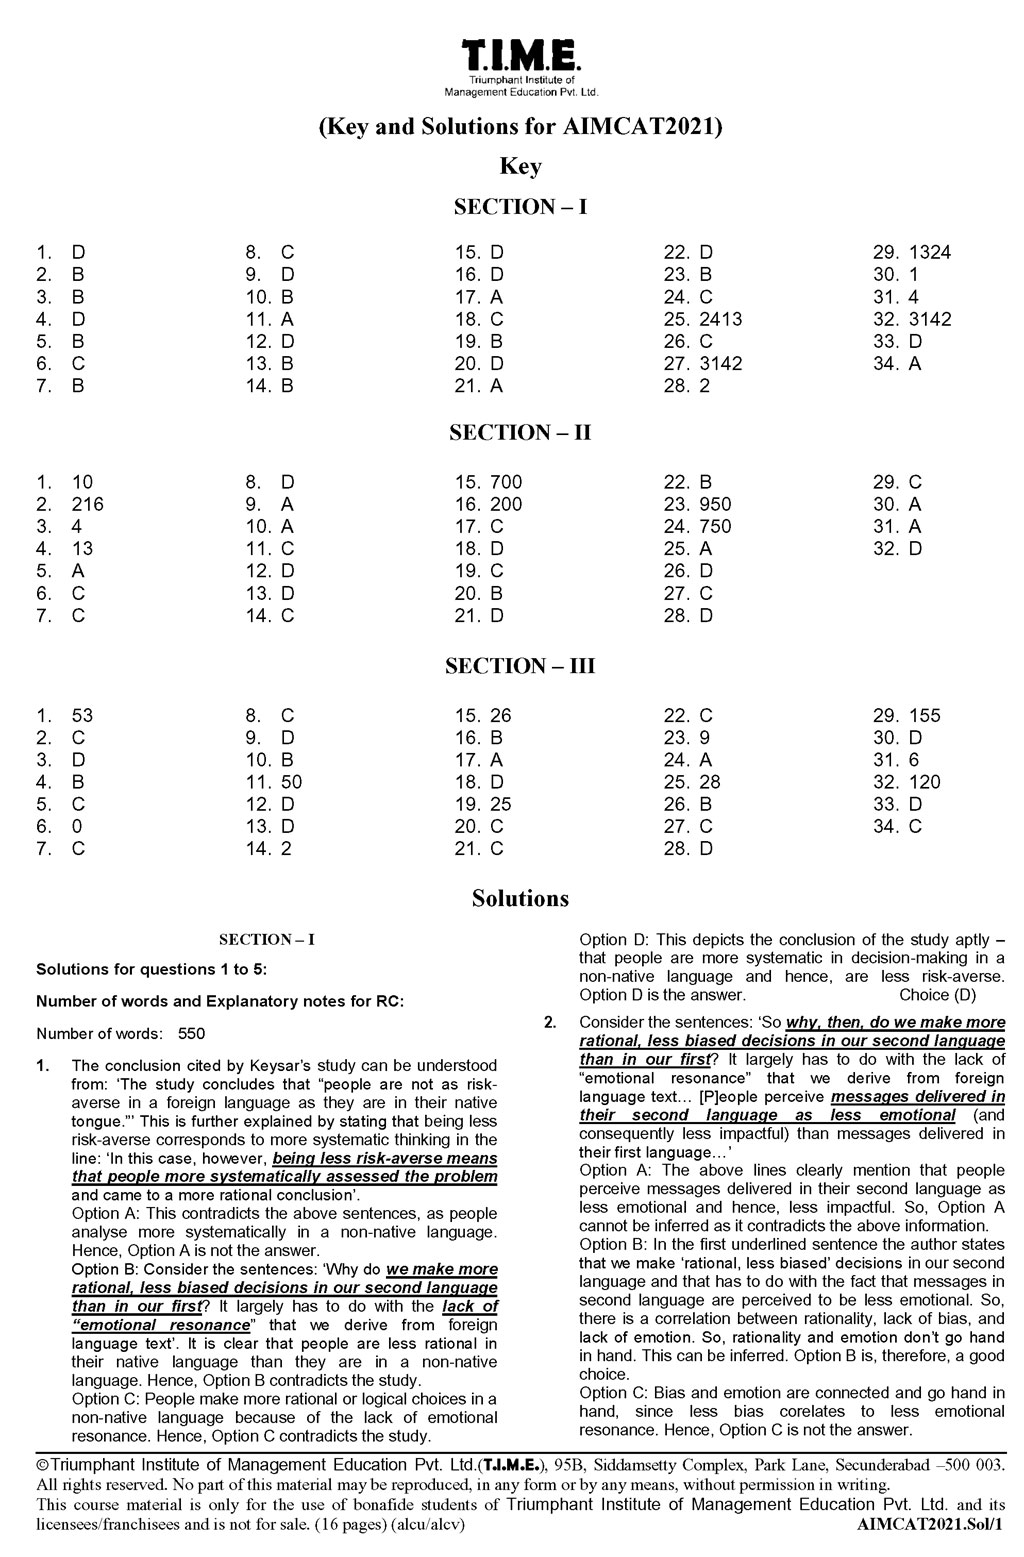 T.I.M.E.
Triumphant Institute of
Management Education Pvt. Ltd.
(Key and Solutions for AIMCAT2021)
Key
SECTION – I
1. D 8. C 15. D 22. D 29. 1324
2. B 9. D 16. D 23. B 30. 1
3. B 10. B 17. A 24. C 31. 4
4. D 11. A 18. C 25. 2413 32. 3142
5. B 12. D 19. B 26. C 33. D
6. C 13. B 20. D 27. 3142 34. A
7. B 14. B 21. A 28. 2
SECTION – II
1. 10 8. D 15. 700 22. B 29. C
2. 216 9. A 16. 200 23. 950 30. A
3. 4 10. A 17. C 24. 750 31. A
4. 13 11. C 18. D 25. A 32. D
5. A 12. D 19. C 26. D
6. C 13. D 20. B 27. C
7. C 14. C 21. D 28. D
SECTION – III
1. 53 8. C 15. 26 22. C 29. 155
2. C 9. D 16. B 23. 9 30. D
3. D 10. B 17. A 24. A 31. 6
4. B 11. 50 18. D 25. 28 32. 120
5. C 12. D 19. 25 26. B 33. D
6. 0 13. D 20. C 27. C 34. C
7. C 14. 2 21. C 28. D
Solutions
SECTION – I
Solutions for questions 1 to 5:
Number of words and Explanatory notes for RC:
Number of words: 550
1. The conclusion cited by Keysar's study can be understood
from: ‘The study concludes that “people are not as risk-
averse in a foreign language as they are in their native
tongue.”’ This is further explained by stating that being less
risk-averse corresponds to more systematic thinking in the
line: ‘In this case, however, being less risk-averse means
that people more systematically assessed the problem
and came to a more rational conclusion’.
Option A: This contradicts the above sentences, as people
analyse more systematically in a non-native language.
Hence, Option A is not the answer.
Option B: Consider the sentences: ‘Why do we make more
rational, less biased decisions in our second language
than in our first? It largely has to do with the lack of
“emotional resonance” that we derive from foreign
language text’. It is clear that people are less rational in
their native language than they are in a non-native
language. Hence, Option B contradicts the study.
Option C: People make more rational or logical choices in a
non-native language because of the lack of emotional
resonance. Hence, Option C contradicts the study.
Option D: This depicts the conclusion of the study aptly –
that people are more systematic in decision-making in a
non-native language and hence, are less risk-averse.
Option D is the answer. Choice (D)
2. Consider the sentences: ‘So why, then, do we make more
rational, less biased decisions in our second language
than in our first? It largely has to do with the lack of
“emotional resonance” that we derive from foreign
language text... [P]eople perceive messages delivered in
their second language as less emotional (and
consequently less impactful) than messages delivered in
their first language...’
Option A: The above lines clearly mention that people
perceive messages delivered in their second language as
less emotional and hence, less impactful. So, Option A
cannot be inferred as it contradicts the above information.
Option B: In the first underlined sentence the author states
that we make ‘rational, less biased’ decisions in our second
language and that has to do with the fact that messages in
second language are perceived to be less emotional. So,
there is a correlation between rationality, lack of bias, and
lack of emotion. So, rationality and emotion don't go hand
in hand. This can be inferred. Option B is, therefore, a good
choice.
Option C: Bias and emotion are connected and go hand in
hand, since less bias corelates to less emotional
resonance. Hence, Option C is not the answer.
©Triumphant Institute of Management Education Pvt. Ltd.(T.I.M.E.), 95B, Siddamsetty Complex, Park Lane, Secunderabad –500 003.
All rights reserved. No part of this material may be reproduced, in any form or by any means, without permission in writing.
This course material is only for the use of bonafide students of Triumphant Institute of Management Education Pvt. Ltd. and its
licensees/franchisees and is not for sale. (16 pages) (alcu/alcv) AIMCAT2021.Sol/1